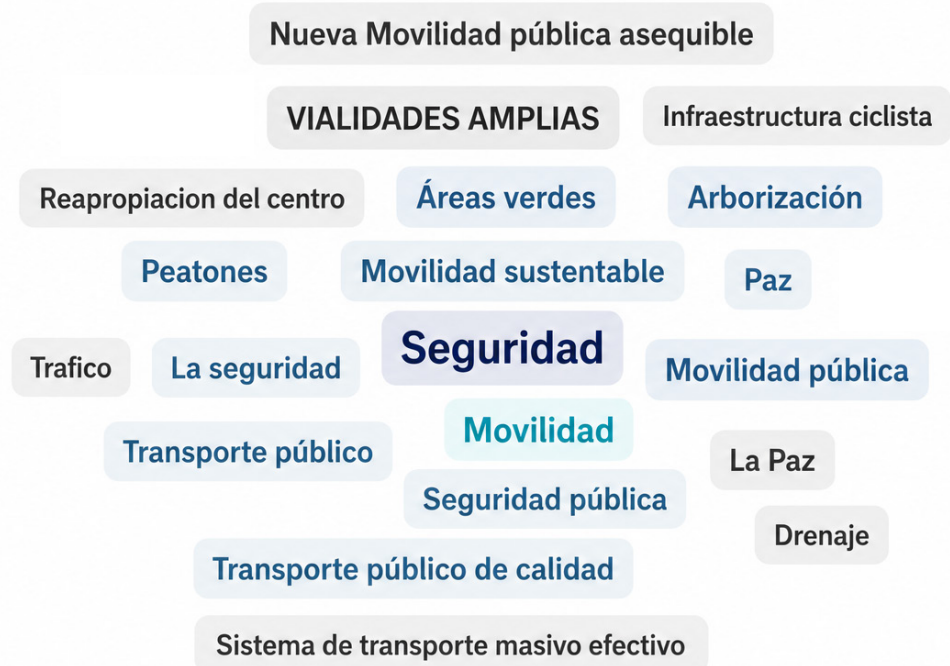 Nueva Movilidad pública asequible
VIALIDADES AMPLIAS
Infraestructura ciclista
Reapropiacion del centro
Áreas verdes
Arborización
Peatones
Movilidad sustentable
Paz
Seguridad
Trafico
La seguridad
Movilidad pública
Movilidad
Transporte público
La Paz
Seguridad pública
Drenaje
Transporte público de calidad
Sistema de transporte masivo efectivo